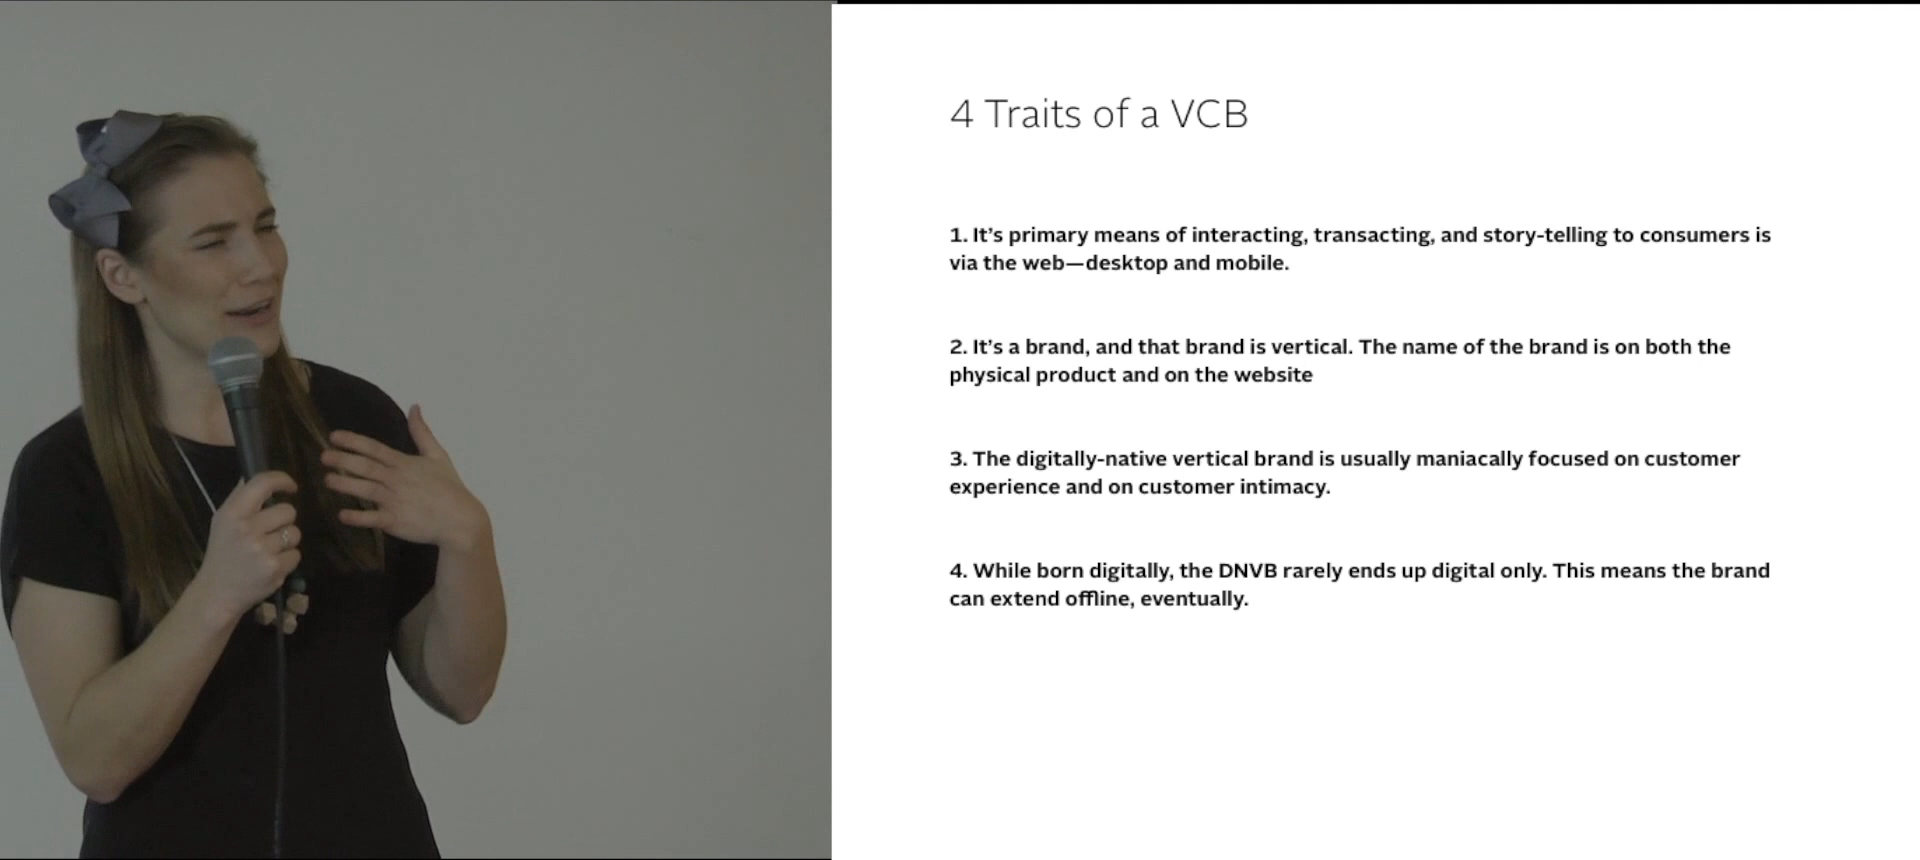 4 Traits of a VCB
1. It's primary means of interacting, transacting, and story-telling to consumers is
via the web—desktop and mobile.
2. It's a brand, and that brand is vertical. The name of the brand is on both the
physical product and on the website
3. The digitally-native vertical brand is usually maniacally focused on customer
experience and on customer intimacy.
4. While born digitally, the DNVB rarely ends up digital only. This means the brand
can extend offline, eventually.